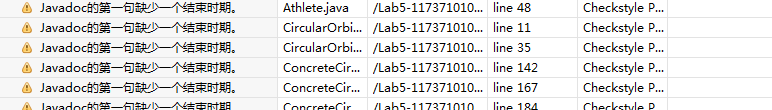 Javadoc的第一句缺少一个结束时期。 Athlete.java /Lab5-117371010... line 48 Checkstyle P...
Javadoc的第一句缺少一个结束时期。 CircularOrbi... /Lab5-117371010... line 11 Checkstyle P...
Javadoc的第一句缺少一个结束时期。 CircularOrbi... /Lab5-117371010... line 35 Checkstyle P...
Javadoc的第一句缺少一个结束时期。 ConcreteCir... /Lab5-117371010... line 142 Checkstyle P...
Javadoc的第一句缺少一个结束时期。 ConcreteCir... /Lab5-117371010... line 167 Checkstyle P...
Javadoc的第一句缺少一个结束时期。 ConcreteCir... /Lab5-117371010... line 184 Checkstyle P...